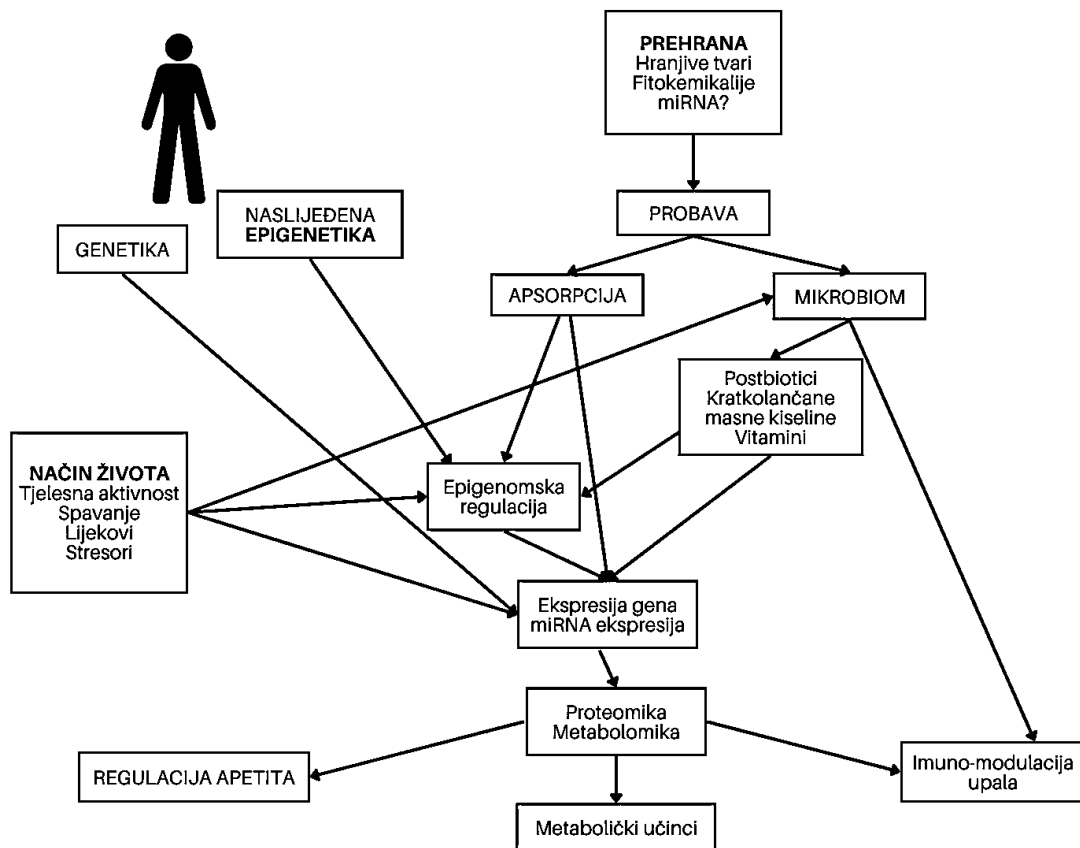 PREHRANA
Hranjive tvari
Fitokemikalije
miRNA?
NASLIJEĐENA
EPIGENETIKA
PROBAVA
GENETIKA
APSORPCIJA
MIKROBIOM
Postbiotici
Kratkolančane
masne kiseline
Vitamini
NAČIN ŽIVOTA
Tjelesna aktivnost
Spavanje
Lijekovi
Stresori
Epigenomska
regulacija
Ekspresija gena
miRNA ekspresija
Proteomika
Metabolomika
REGULACIJA APETITA
Imuno-modulacija
upala
Metabolički učinci